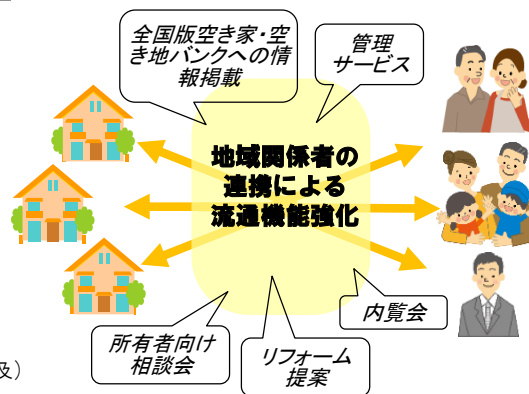 全国版空き家・空
き地バンクへの情
報掲載
管理
サービス
地域関係者の
連携による
流通機能強化
内覧会
所有者向け
相談会
リフォーム
提案
及）